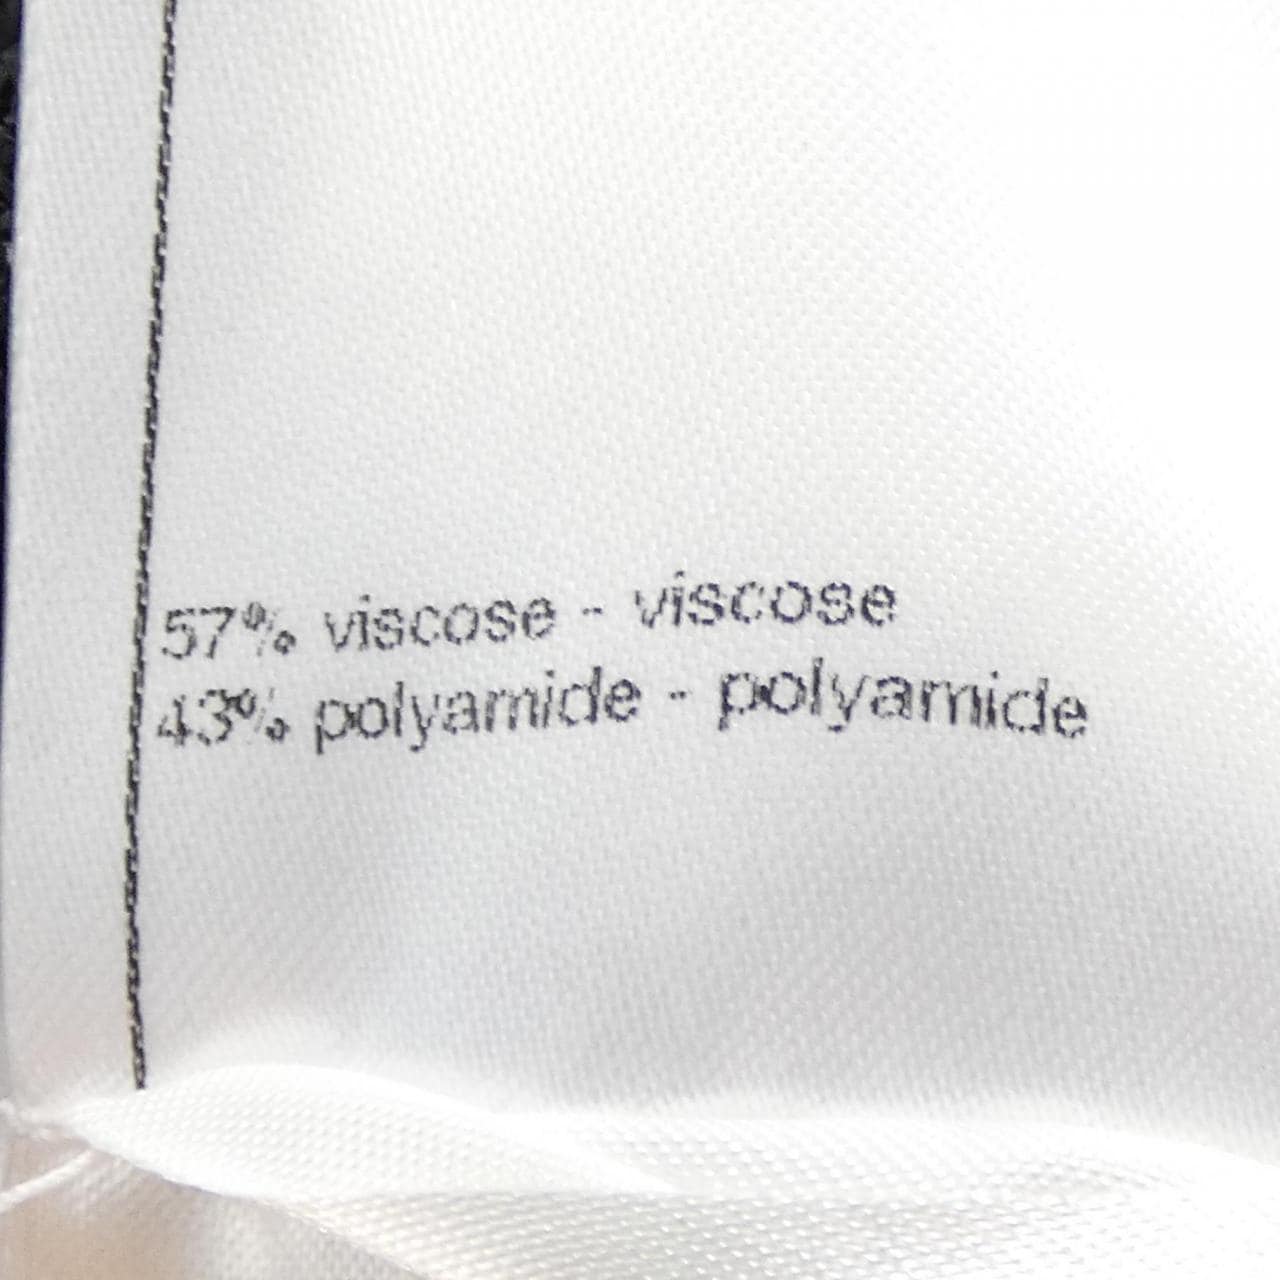 57% viscose - viscose
43% polyamide - polyamide